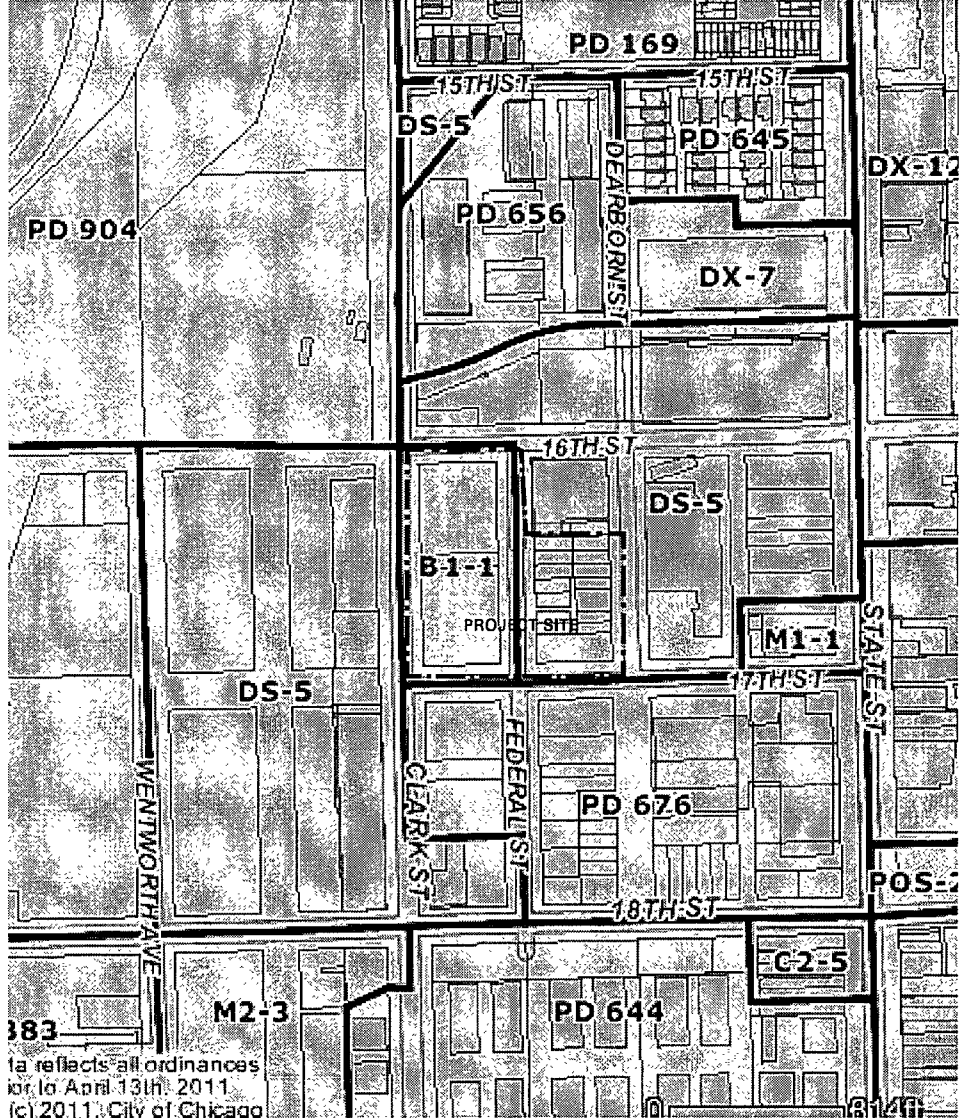 PD 169
15TH ST
15TH ST
DS-5
PD 645
DX-12
DEARBORN ST
PD 656
PD 904
DX-7
16TH ST
DS-5
B1-1
PROJECT SITE
M1-1
STATE ST
17TH ST
DS-5
FEDERAL ST
CLARK ST
WENTWORTH AVE
PD 676
POS-2
18TH ST
C2-5
M2-3
PD 644
383
ta reflects all ordinances
ior to April 13th, 2011
(c) 2011, City of Chicago
0